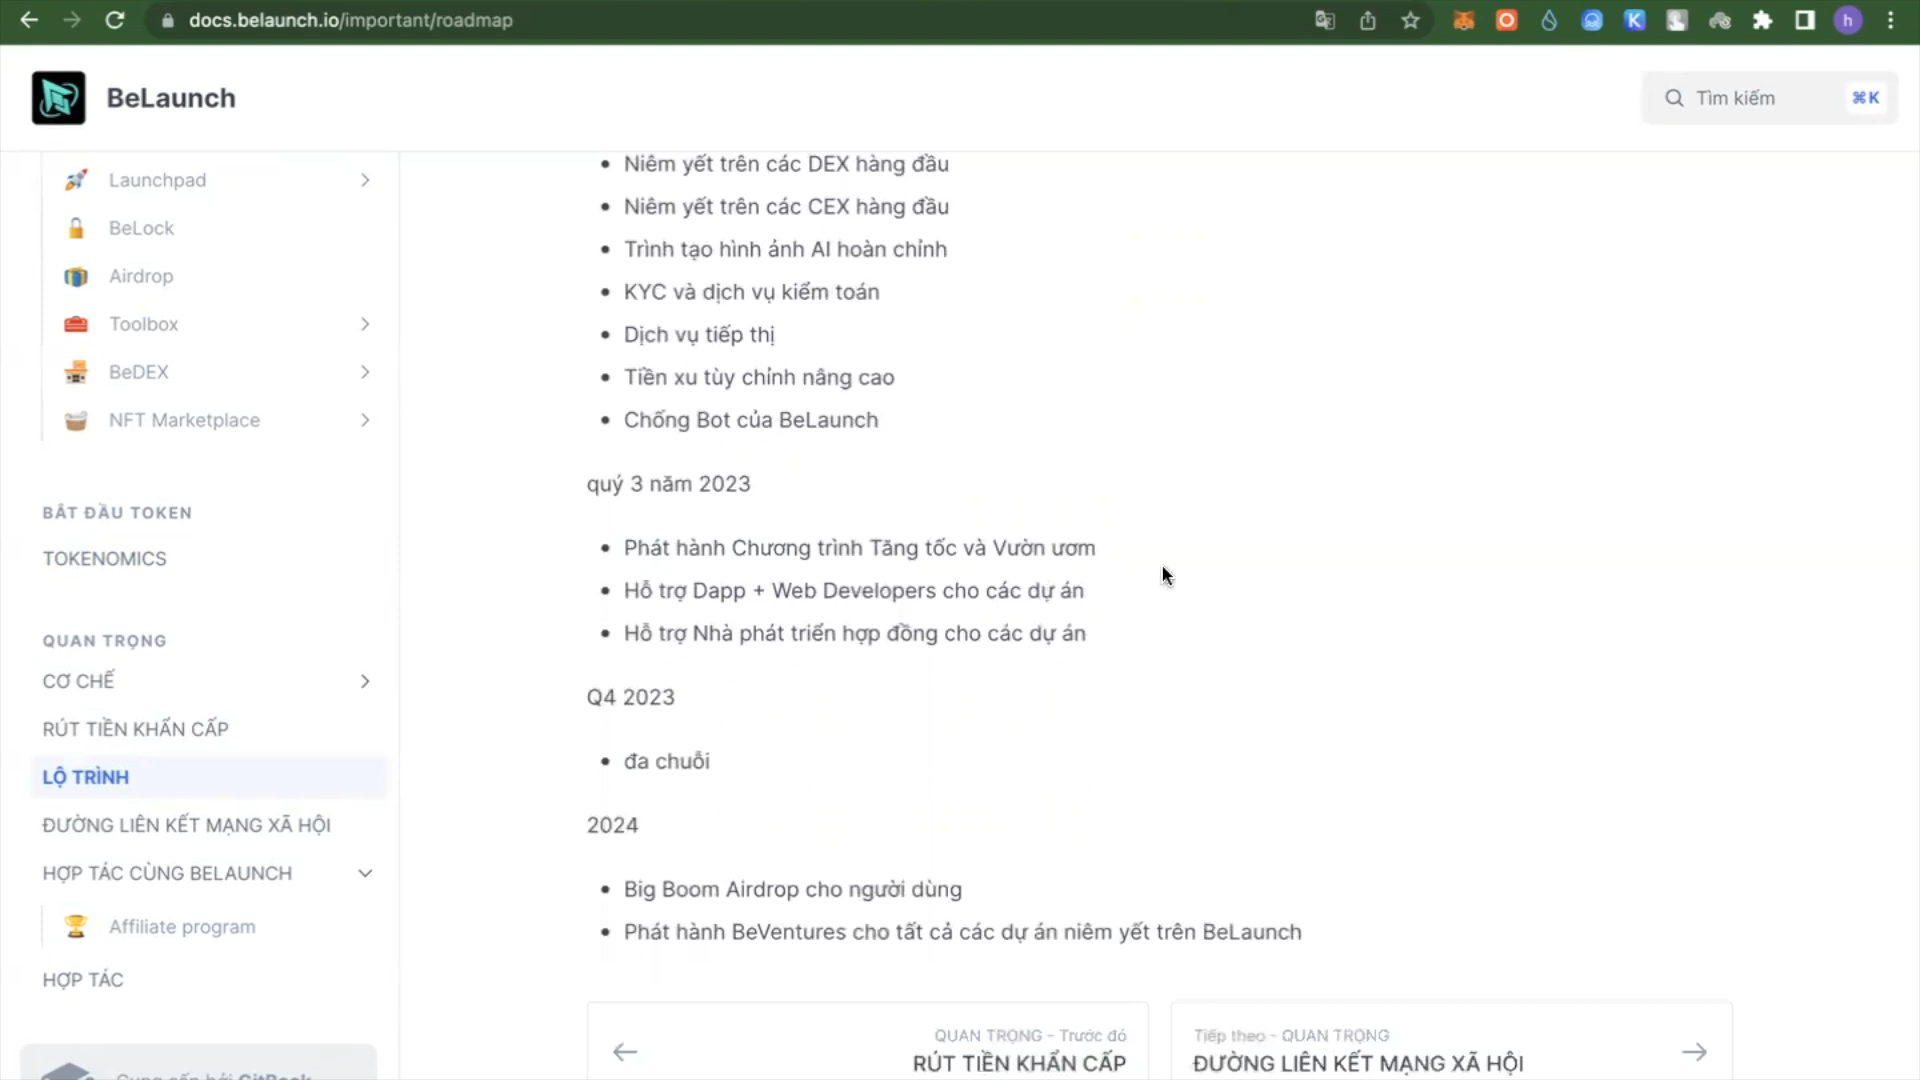 docs.belaunch.io/important/roadmap
h
BeLaunch
Tìm kiếm
⌘K
Launchpad
BeLock
Airdrop
Toolbox
BeDEX
NFT Marketplace
BẮT ĐẦU TOKEN
TOKENOMICS
QUAN TRỌNG
CƠ CHẾ
RÚT TIỀN KHẨN CẤP
LỘ TRÌNH
ĐƯỜNG LIÊN KẾT MẠNG XÃ HỘI
HỢP TÁC CÙNG BELAUNCH
Affiliate program
HỢP TÁC
Cung cấp bởi GitBook
Niêm yết trên các DEX hàng đầu
Niêm yết trên các CEX hàng đầu
Trình tạo hình ảnh AI hoàn chỉnh
KYC và dịch vụ kiểm toán
Dịch vụ tiếp thị
Tiền xu tùy chỉnh nâng cao
Chống Bot của BeLaunch
quý 3 năm 2023
Phát hành Chương trình Tăng tốc và Vườn ươm
Hỗ trợ Dapp + Web Developers cho các dự án
Hỗ trợ Nhà phát triển hợp đồng cho các dự án
Q4 2023
đa chuỗi
2024
Big Boom Airdrop cho người dùng
Phát hành BeVentures cho tất cả các dự án niêm yết trên BeLaunch
QUAN TRỌNG - Trước đó
RÚT TIỀN KHẨN CẤP
Tiếp theo - QUAN TRỌNG
ĐƯỜNG LIÊN KẾT MẠNG XÃ HỘI